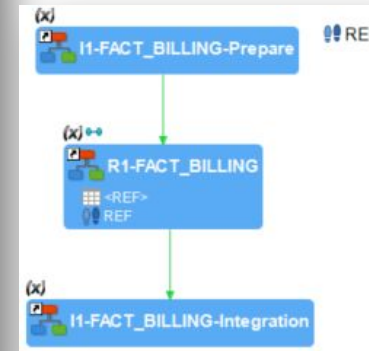 (x)
I1-FACT_BILLING-Prepare
RE
(x)
R1-FACT_BILLING
<REF>
REF
(x)
I1-FACT_BILLING-Integration